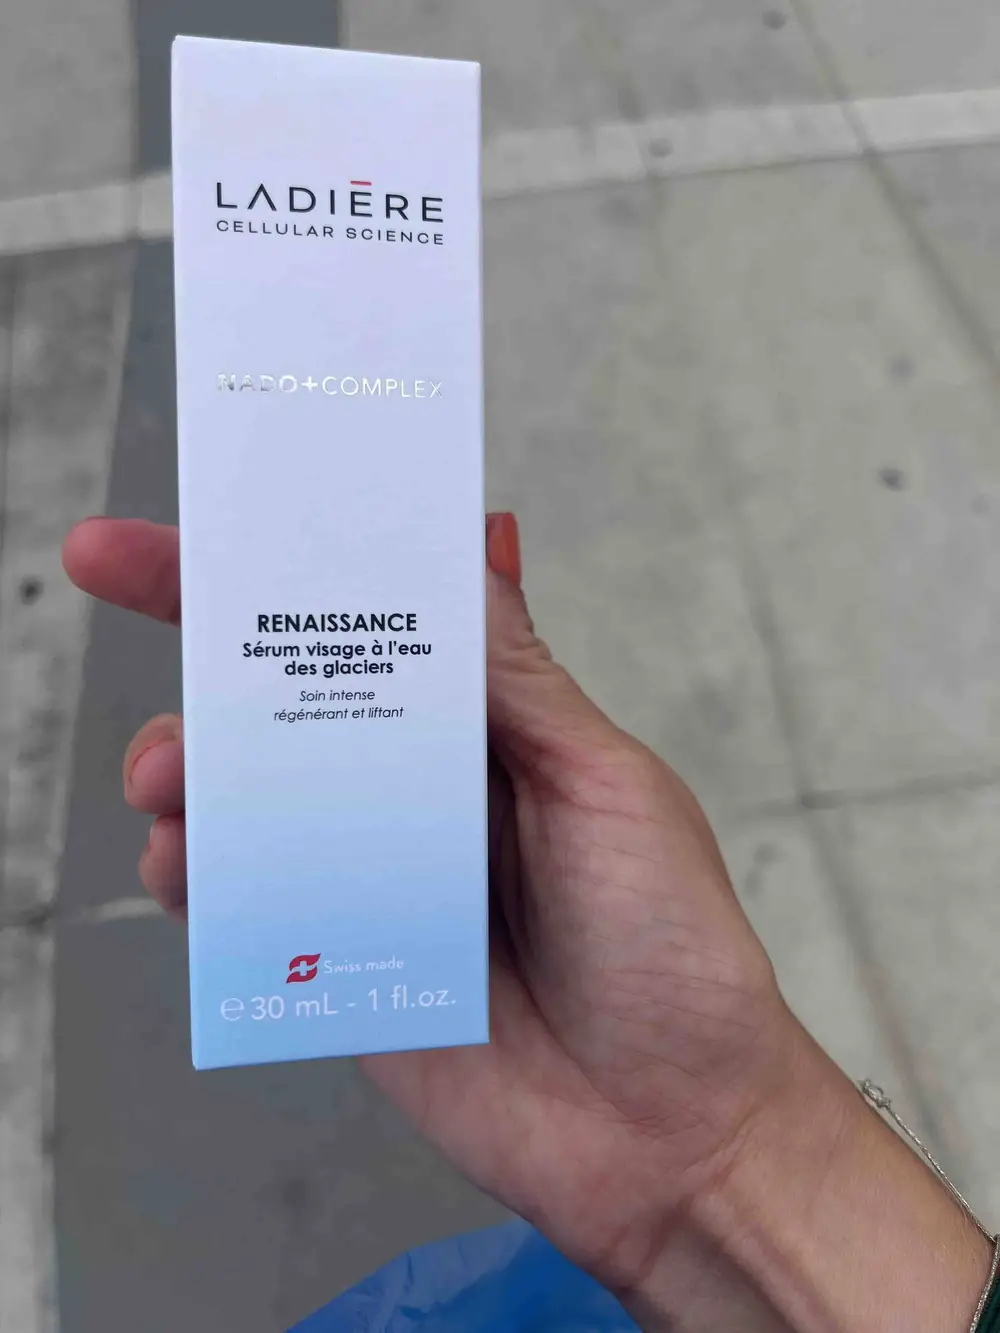 LADIĒRE
CELLULAR SCIENCE
NADO+COMPLEX
RENAISSANCE
Sérum visage à l'eau
des glaciers
Soin intense
régénérant et liftant
Swiss made
℮30 mL - 1 fl.oz.